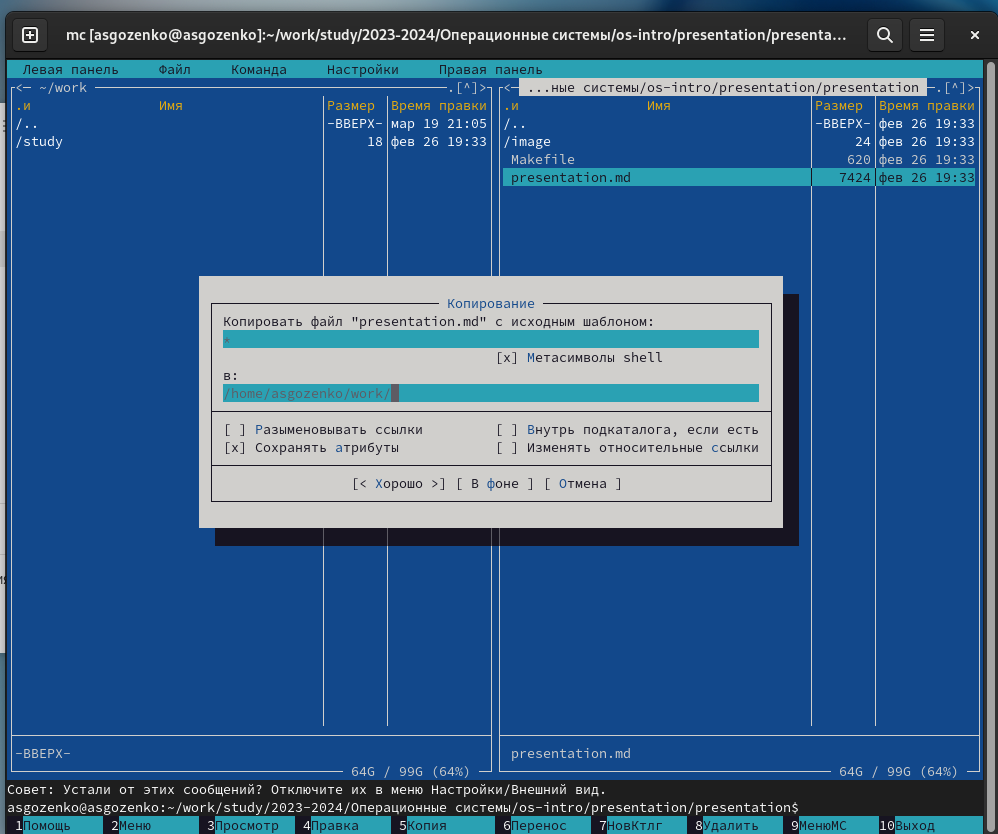 mc [asgozenko@asgozenko]:~/work/study/2023-2024/Операционные системы/os-intro/presentation/presenta...
Левая панель Файл Команда Настройки Правая панель
<─ ~/work .[^]>
<─ ...ные системы/os-intro/presentation/presentation .[^]>
.и Имя Размер Время правки .и Имя Размер Время правки
/.. -ВВЕРХ- мар 19 21:05 /.. -ВВЕРХ- фев 26 19:33
/study 18 фев 26 19:33 /image 24 фев 26 19:33
Makefile 620 фев 26 19:33
presentation.md 7424 фев 26 19:33
Копирование
Копировать файл "presentation.md" с исходным шаблоном:
*
[x] Метасимволы shell
в:
/home/asgozenko/work/
[ ] Разыменовывать ссылки [ ] Внутрь подкаталога, если есть
[x] Сохранять атрибуты [ ] Изменять относительные ссылки
[< Хорошо >] [ В фоне ] [ Отмена ]
-ВВЕРХ- presentation.md
64G / 99G (64%) 64G / 99G (64%)
Совет: Устали от этих сообщений? Отключите их в меню Настройки/Внешний вид.
asgozenko@asgozenko:~/work/study/2023-2024/Операционные системы/os-intro/presentation/presentation$
1Помощь 2Меню 3Просмотр 4Правка 5Копия 6Перенос 7НовКтлг 8Удалить 9МенюМС 10Выход